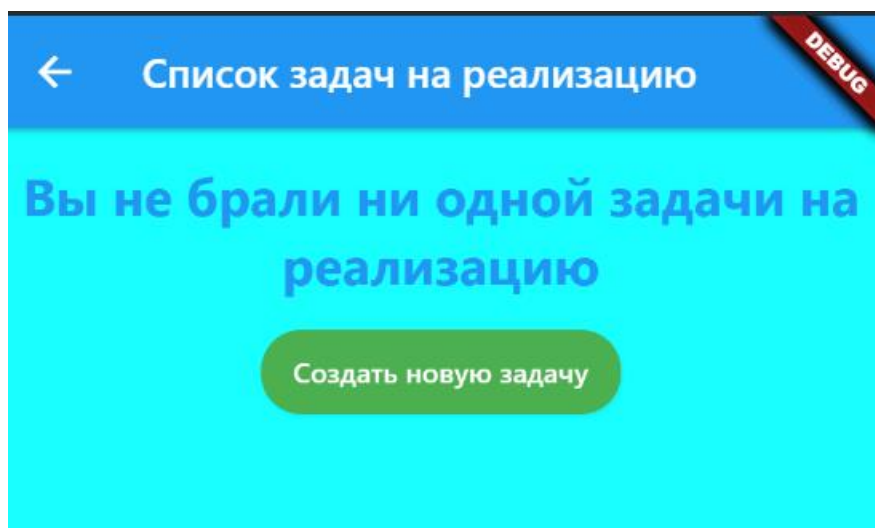 Список задач на реализацию
DEBUG
Вы не брали ни одной задачи на
реализацию
Создать новую задачу